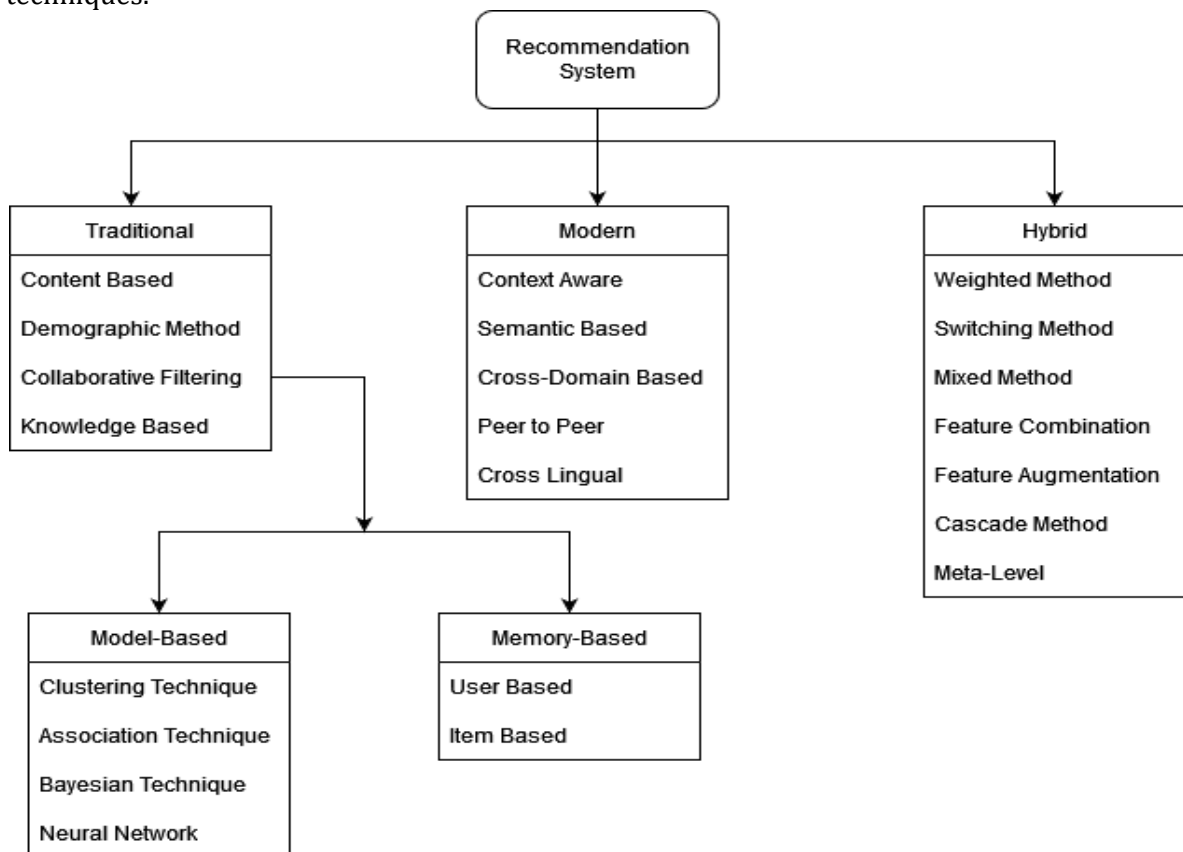 techniques.
Recommendation
System
Traditional
Content Based
Demographic Method
Collaborative Filtering
Knowledge Based
Modern
Context Aware
Semantic Based
Cross-Domain Based
Peer to Peer
Cross Lingual
Hybrid
Weighted Method
Switching Method
Mixed Method
Feature Combination
Feature Augmentation
Cascade Method
Meta-Level
Model-Based
Clustering Technique
Association Technique
Bayesian Technique
Neural Network
Memory-Based
User Based
Item Based